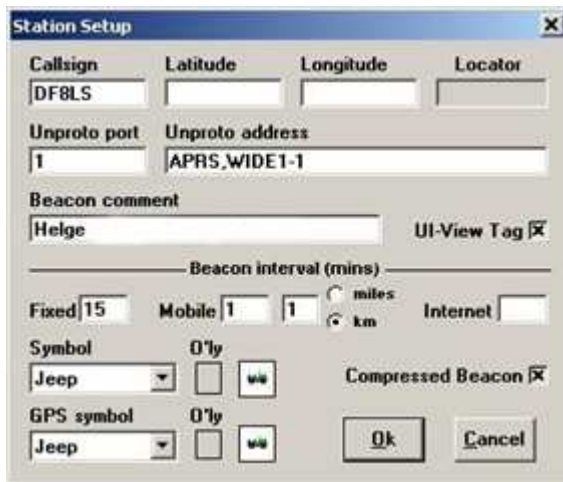 Station Setup
Callsign Latitude Longitude Locator
DF8LS
Unproto port Unproto address
1 APRS,WIDE1-1
Beacon comment
Helge UI-View Tag
Beacon interval (mins)
Fixed 15 Mobile 1 1 miles km Internet
Symbol O'ly
Jeep Compressed Beacon
GPS symbol O'ly
Jeep Ok Cancel